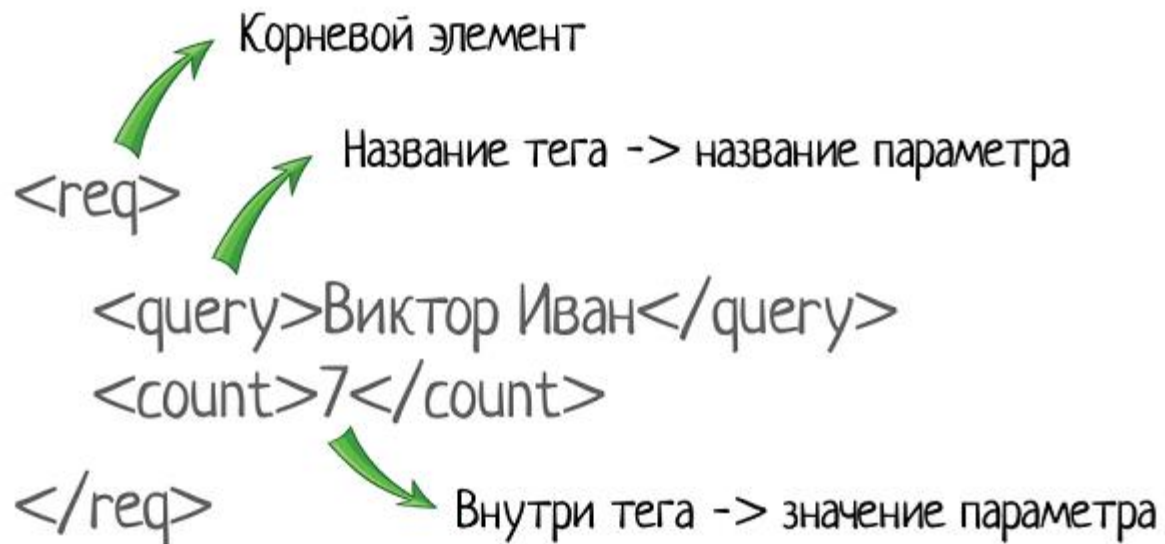 Корневой элемент
Название тега -> название параметра
<req>
<query>Виктор Иван</query>
<count>7</count>
</req>
Внутри тега -> значение параметра